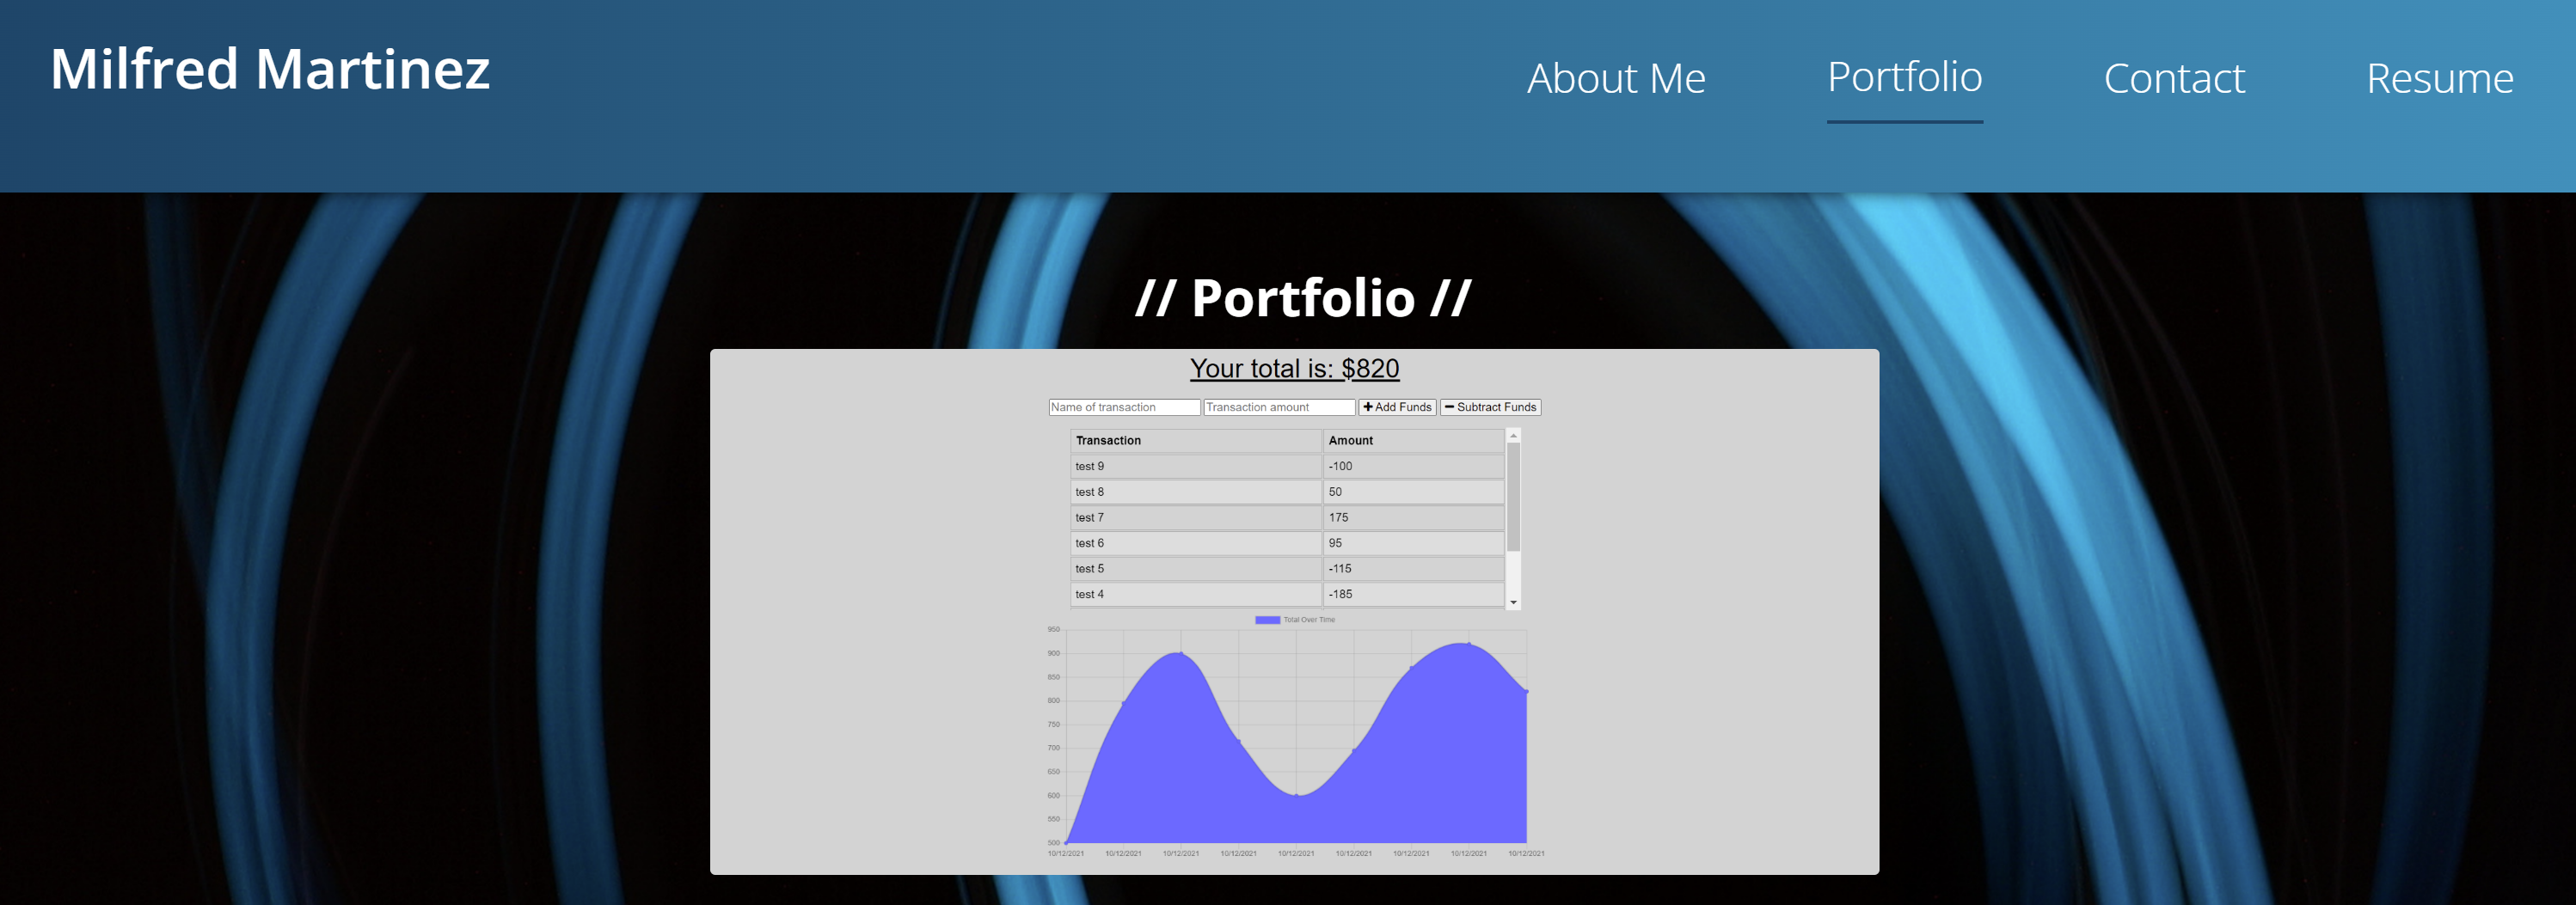 Milfred Martinez
About Me Portfolio Contact Resume
// Portfolio //
Your total is: $820
Name of transaction Transaction amount + Add Funds − Subtract Funds
Transaction Amount
test 9 -100
test 8 50
test 7 175
test 6 95
test 5 -115
test 4 -185
Total Over Time
950
900
850
800
750
700
650
600
550
500
10/12/2021 10/12/2021 10/12/2021 10/12/2021 10/12/2021 10/12/2021 10/12/2021 10/12/2021 10/12/2021